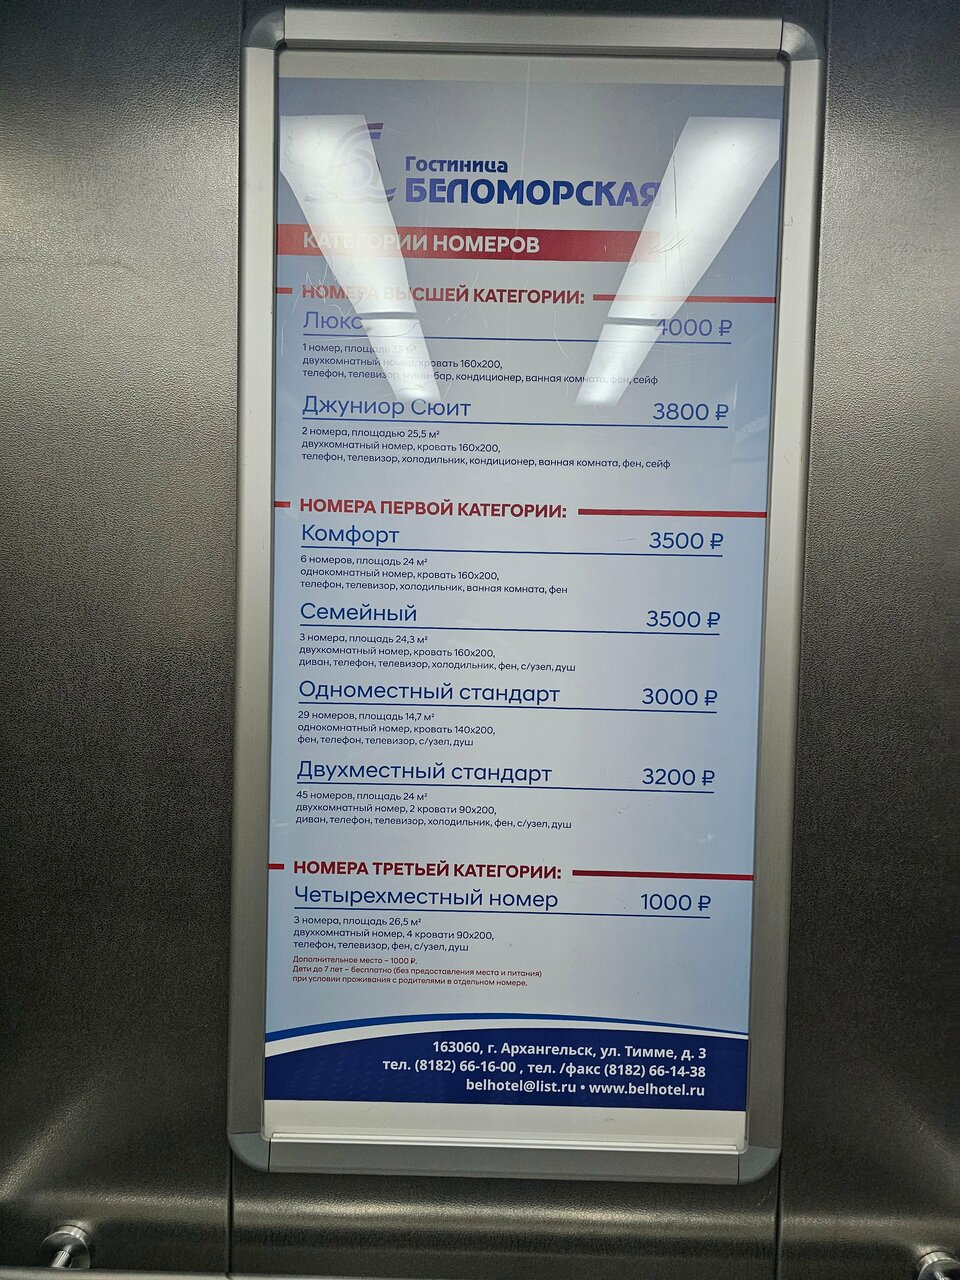 Гостиница
БЕЛОМОРСКАЯ
КАТЕГОРИИ НОМЕРОВ
НОМЕРА ВЫСШЕЙ КАТЕГОРИИ:
Люкс 4000 ₽
1 номер, площадь 35 м²
двухкомнатный номер, кровать 160х200,
телефон, телевизор, мини-бар, кондиционер, ванная комната, фен, сейф
Джуниор Сюит 3800 ₽
2 номера, площадью 25,5 м²
двухкомнатный номер, кровать 160х200,
телефон, телевизор, холодильник, кондиционер, ванная комната, фен, сейф
НОМЕРА ПЕРВОЙ КАТЕГОРИИ:
Комфорт 3500 ₽
6 номеров, площадь 24 м²
однокомнатный номер, кровать 160х200,
телефон, телевизор, холодильник, ванная комната, фен
Семейный 3500 ₽
3 номера, площадь 24,3 м²
двухкомнатный номер, кровать 160х200,
диван, телефон, телевизор, холодильник, фен, с/узел, душ
Одноместный стандарт 3000 ₽
29 номеров, площадь 14,7 м²
однокомнатный номер, кровать 140х200,
фен, телефон, телевизор, с/узел, душ
Двухместный стандарт 3200 ₽
45 номеров, площадь 24 м²
двухкомнатный номер, 2 кровати 90х200,
диван, телефон, телевизор, холодильник, фен, с/узел, душ
НОМЕРА ТРЕТЬЕЙ КАТЕГОРИИ:
Четырехместный номер 1000 ₽
3 номера, площадь 26,5 м²
двухкомнатный номер, 4 кровати 90х200,
телефон, телевизор, фен, с/узел, душ
Дополнительное место – 1000 ₽.
Дети до 7 лет – бесплатно (без предоставления места и питания)
при условии проживания с родителями в отдельном номере.
163060, г. Архангельск, ул. Тимме, д. 3
тел. (8182) 66-16-00 , тел. /факс (8182) 66-14-38
belhotel@list.ru • www.belhotel.ru